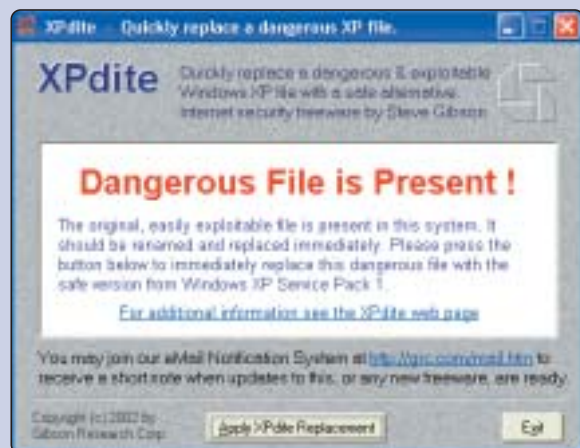 XPdite - Quickly replace a dangerous XP file.
XPdite
Quickly replace a dangerous & exploitable
Windows XP file with a safe alternative.
Internet security freeware by Steve Gibson
Dangerous File is Present !
The original, easily exploitable file is present in this system. It
should be renamed and replaced immediately. Please press the
button below to immediately replace this dangerous file with the
safe version from Windows XP Service Pack 1.
For additional information see the XPdite web page
You may join our eMail Notification System at http://grc.com/mail.htm to
receive a short note when updates to this, or any new freeware, are ready.
Copyright (c) 2002 by
Gibson Research Corp.
Apply XPdite Replacement
Exit